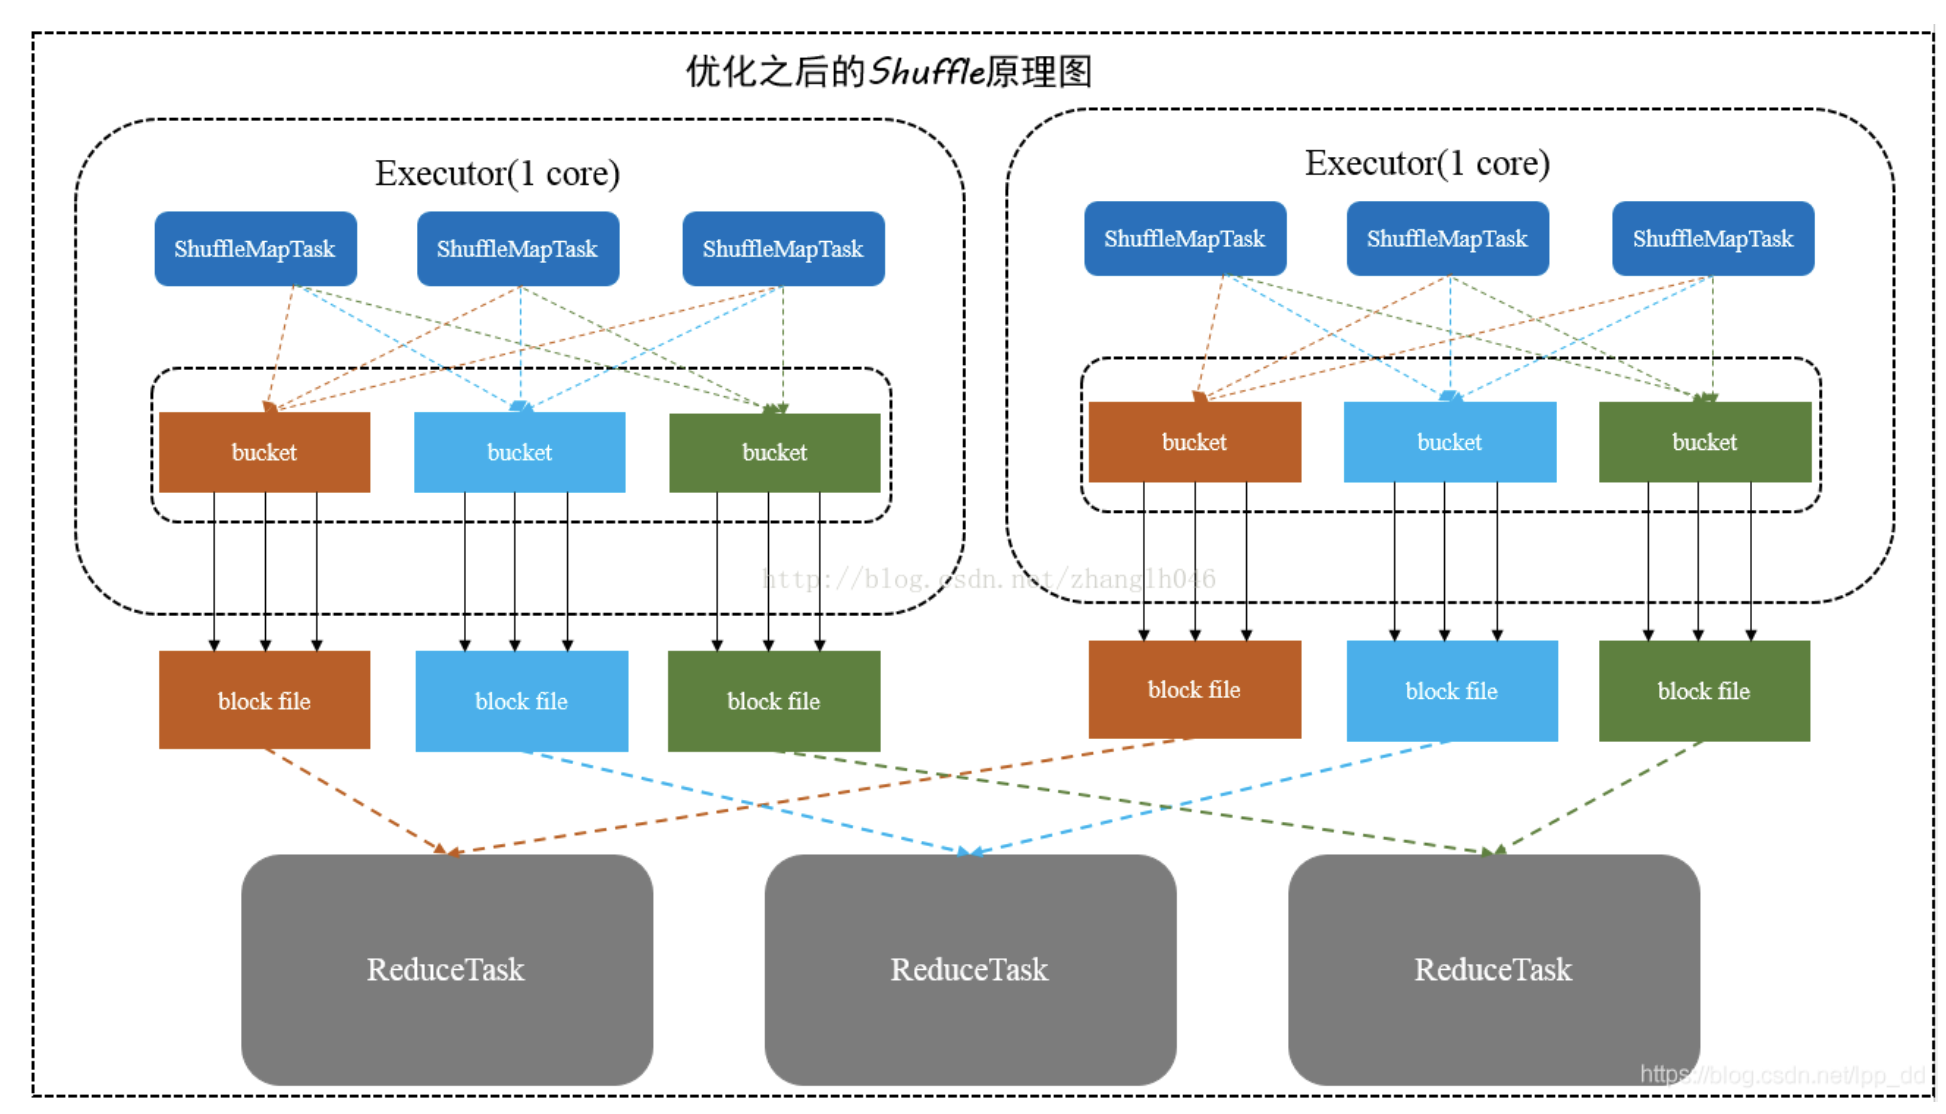 优化之后的Shuffle原理图
Executor(1 core)
ShuffleMapTask
ShuffleMapTask
ShuffleMapTask
bucket
bucket
bucket
block file
block file
block file
Executor(1 core)
ShuffleMapTask
ShuffleMapTask
ShuffleMapTask
bucket
bucket
bucket
block file
block file
block file
http://blog.csdn.net/zhanglh046
ReduceTask
ReduceTask
ReduceTask
https://blog.csdn.net/lpp_dd